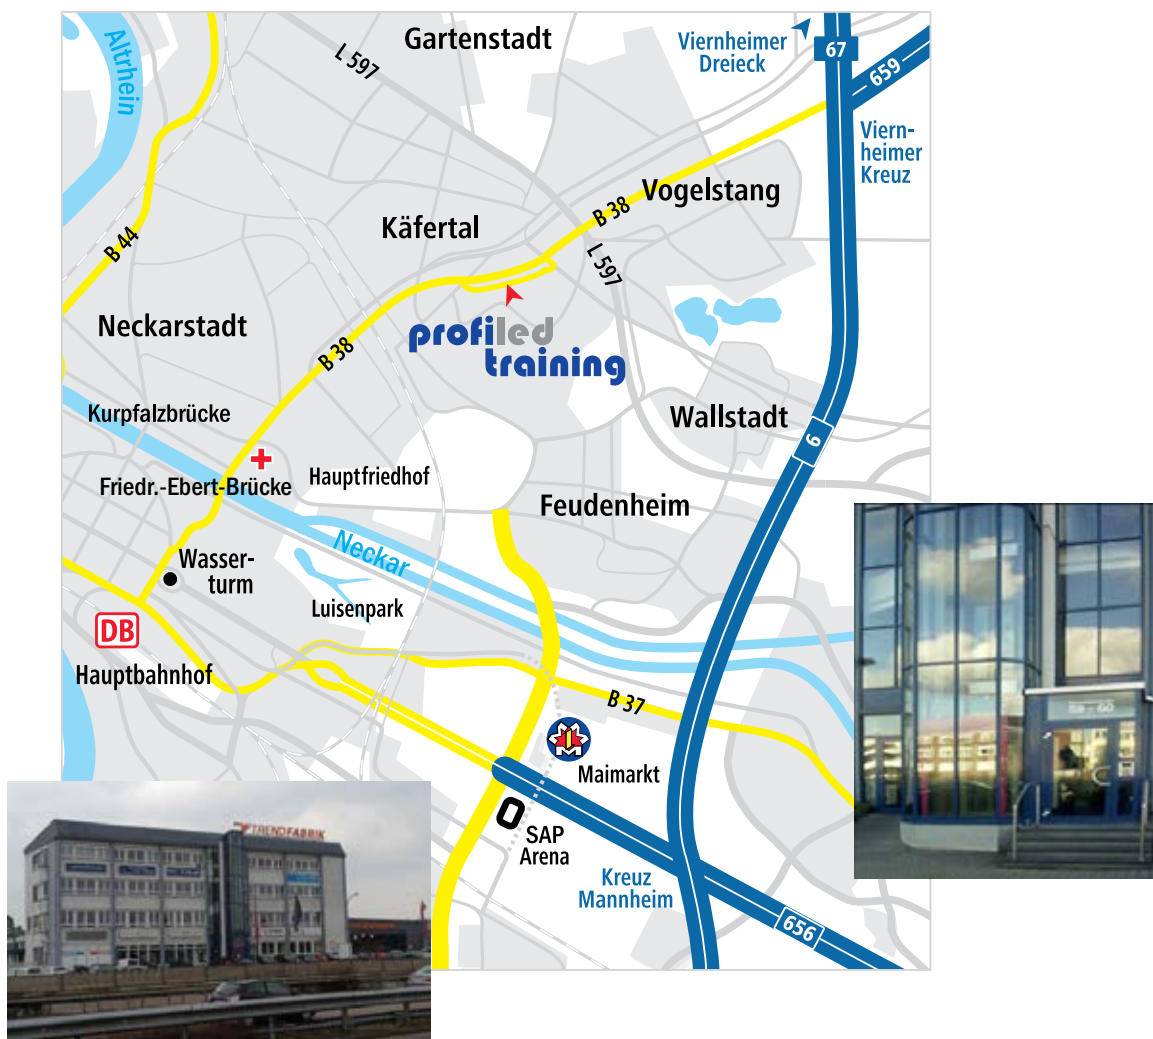 Altrhein
L 597
Gartenstadt
Viernheimer
Dreieck
67
659
Viern-
heimer
Kreuz
Vogelstang
B 38
Käfertal
B 44
L 597
Neckarstadt
profiled
training
B 38
Kurpfalzbrücke
Wallstadt
6
Friedr.-Ebert-Brücke
Hauptfriedhof
Feudenheim
Neckar
Wasser-
turm
Luisenpark
DB
Hauptbahnhof
B 37
M
Maimarkt
SAP
Arena
Kreuz
Mannheim
656
TRENDFABRIK
58 - 60